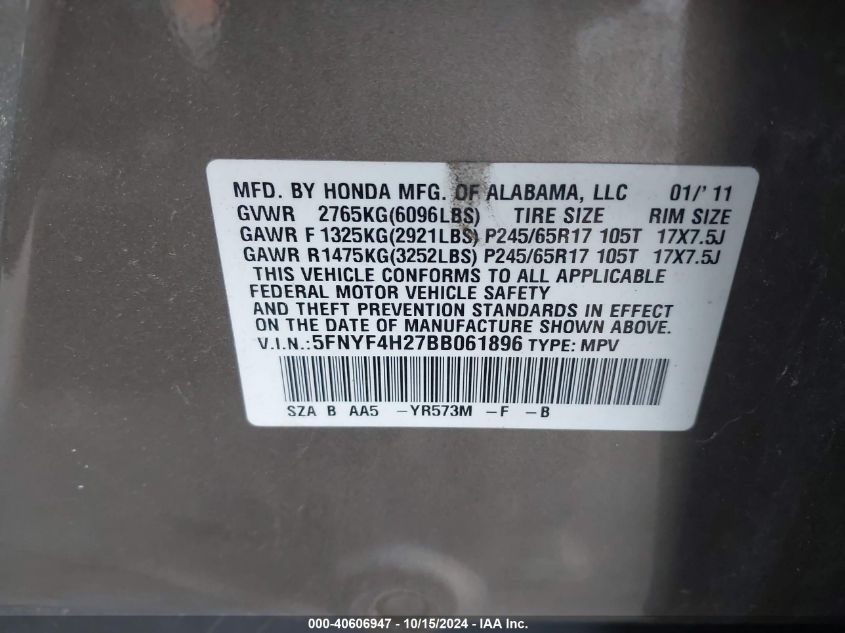 MFD. BY HONDA MFG. OF ALABAMA, LLC 01/'11
GVWR 2765KG(6096LBS) TIRE SIZE RIM SIZE
GAWR F 1325KG(2921LBS) P245/65R17 105T 17X7.5J
GAWR R1475KG(3252LBS) P245/65R17 105T 17X7.5J
THIS VEHICLE CONFORMS TO ALL APPLICABLE
FEDERAL MOTOR VEHICLE SAFETY
AND THEFT PREVENTION STANDARDS IN EFFECT
ON THE DATE OF MANUFACTURE SHOWN ABOVE.
V.I.N.:5FNYF4H27BB061896 TYPE: MPV
SZA B AA5 -YR573M -F -B
000-40606947 - 10/15/2024 - IAA Inc.